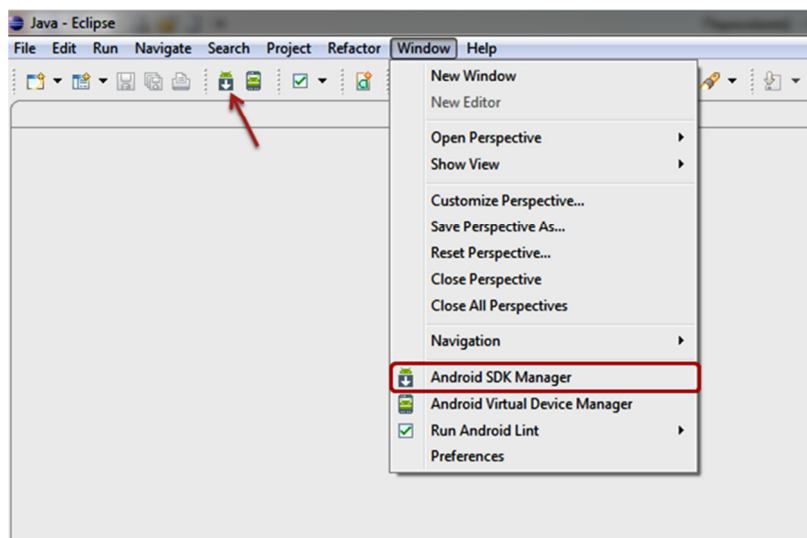 Java - Eclipse
File Edit Run Navigate Search Project Refactor Window Help
New Window
New Editor
Open Perspective
Show View
Customize Perspective...
Save Perspective As...
Reset Perspective...
Close Perspective
Close All Perspectives
Navigation
Android SDK Manager
Android Virtual Device Manager
Run Android Lint
Preferences